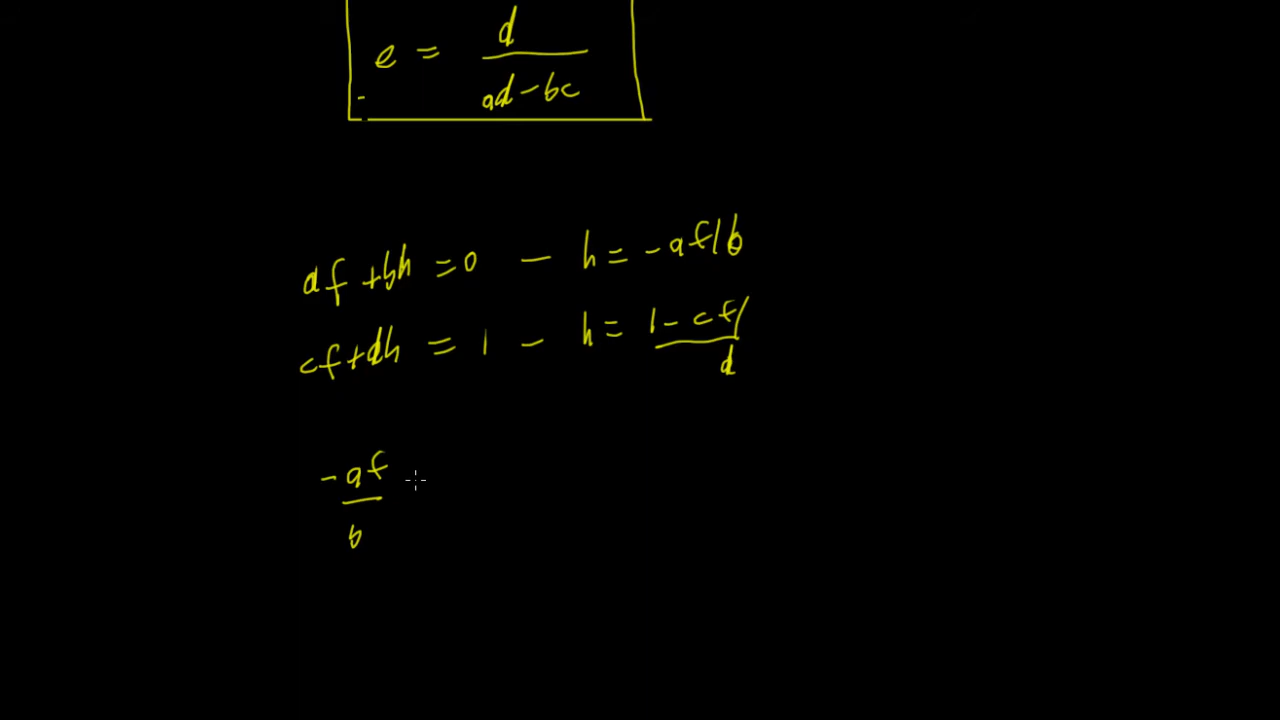 e = d / ad-bc
af+bh =0 - h= -af/b
cf+dh = 1 - h= 1-cf/ d
-af / b